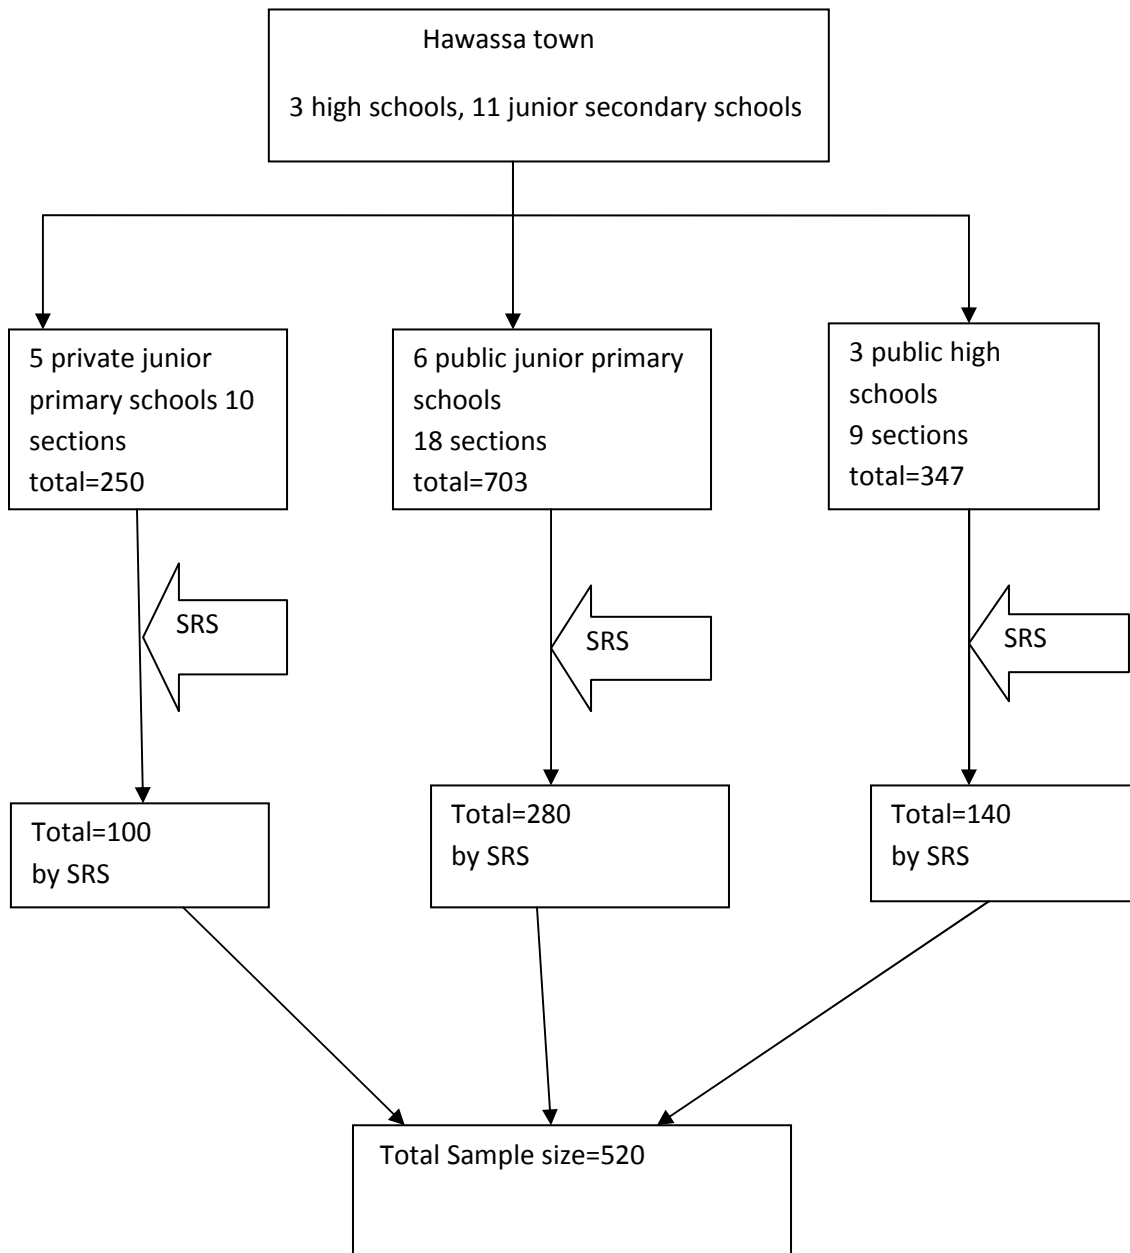 Hawassa town
3 high schools, 11 junior secondary schools
5 private junior
primary schools 10
sections
total=250
6 public junior primary
schools
18 sections
total=703
3 public high
schools
9 sections
total=347
SRS
SRS
SRS
Total=100
by SRS
Total=280
by SRS
Total=140
by SRS
Total Sample size=520